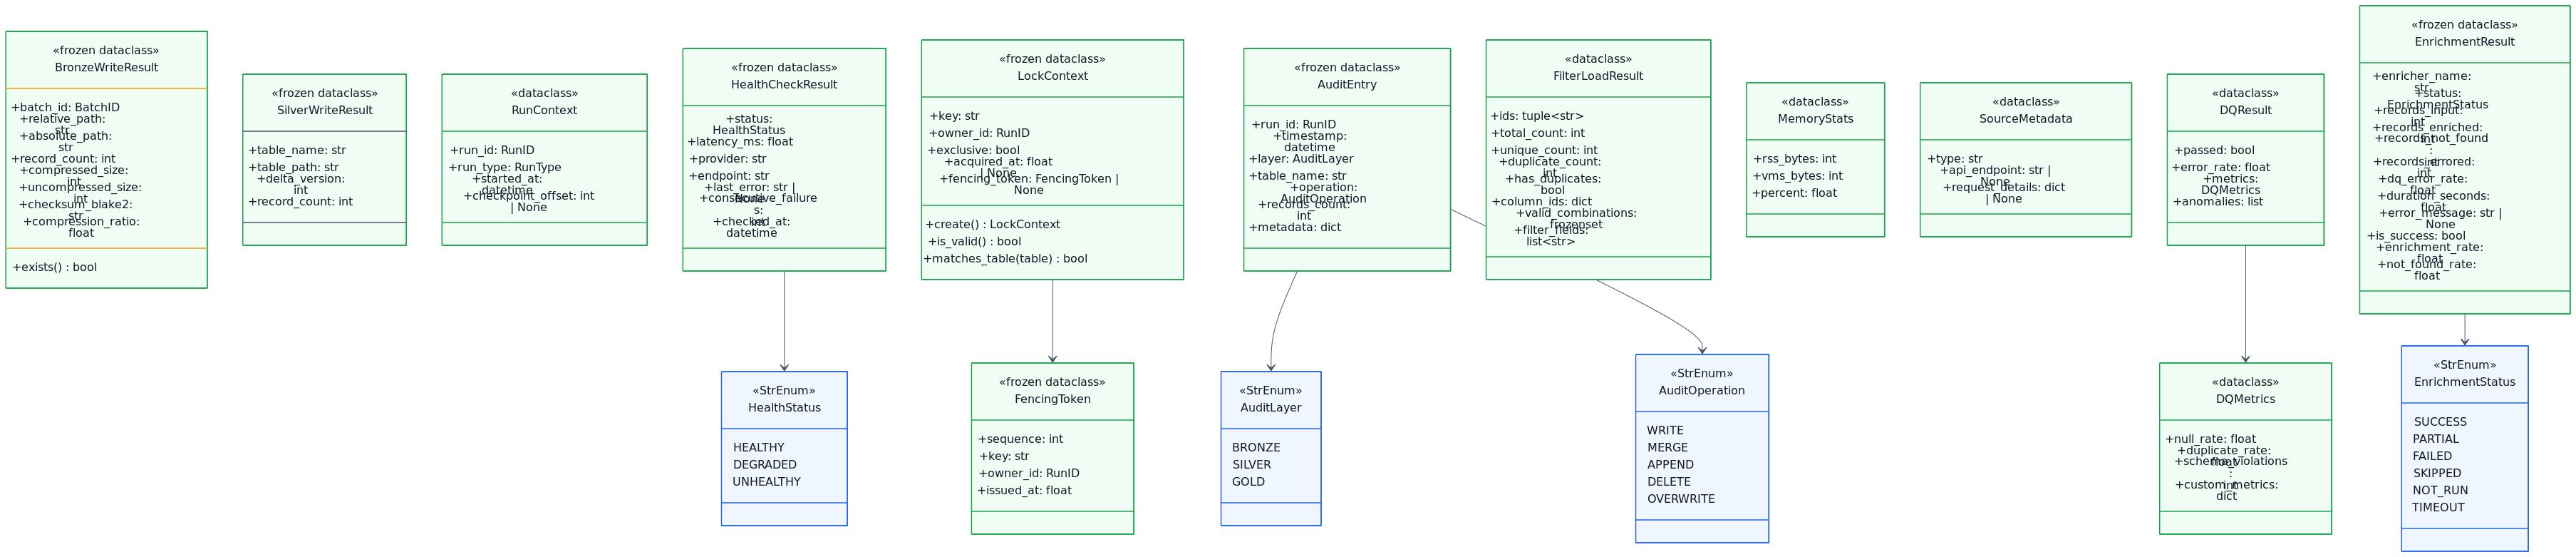 «frozen dataclass»
BronzeWriteResult
+batch_id: BatchID
+relative_path:
str
+absolute_path:
str
+record_count: int
+compressed_size:
int
+uncompressed_size:
int
+checksum_blake2:
str
+compression_ratio:
float
+exists() : bool
«frozen dataclass»
SilverWriteResult
+table_name: str
+table_path: str
+delta_version:
int
+record_count: int
«dataclass»
RunContext
+run_id: RunID
+run_type: RunType
+started_at:
datetime
+checkpoint_offset: int
| None
«frozen dataclass»
HealthCheckResult
+status:
HealthStatus
+latency_ms: float
+provider: str
+endpoint: str
+last_error: str |
None
+consecutive_failure
s:
int
+checked_at:
datetime
«frozen dataclass»
LockContext
+key: str
+owner_id: RunID
+exclusive: bool
+acquired_at: float
| None
+fencing_token: FencingToken |
None
+create() : LockContext
+is_valid() : bool
+matches_table(table) : bool
«frozen dataclass»
AuditEntry
+run_id: RunID
+timestamp:
datetime
+layer: AuditLayer
+table_name: str
+operation:
AuditOperation
+records_count:
int
+metadata: dict
«dataclass»
FilterLoadResult
+ids: tuple<str>
+total_count: int
+unique_count: int
+duplicate_count:
int
+has_duplicates:
bool
+column_ids: dict
+valid_combinations:
frozenset
+filter_fields:
list<str>
«dataclass»
MemoryStats
+rss_bytes: int
+vms_bytes: int
+percent: float
«dataclass»
SourceMetadata
+type: str
+api_endpoint: str |
None
+request_details: dict
| None
«dataclass»
DQResult
+passed: bool
+error_rate: float
+metrics:
DQMetrics
+anomalies: list
«frozen dataclass»
EnrichmentResult
+enricher_name:
str
+status:
EnrichmentStatus
+records_input:
int
+records_enriched:
int
+records_not_found
:
int
+records_errored:
int
+dq_error_rate:
float
+duration_seconds:
float
+error_message: str |
None
+is_success: bool
+enrichment_rate:
float
+not_found_rate:
float
«StrEnum»
HealthStatus
HEALTHY
DEGRADED
UNHEALTHY
«frozen dataclass»
FencingToken
+sequence: int
+key: str
+owner_id: RunID
+issued_at: float
«StrEnum»
AuditLayer
BRONZE
SILVER
GOLD
«StrEnum»
AuditOperation
WRITE
MERGE
APPEND
DELETE
OVERWRITE
«dataclass»
DQMetrics
+null_rate: float
+duplicate_rate:
float
+schema_violations
:
int
+custom_metrics:
dict
«StrEnum»
EnrichmentStatus
SUCCESS
PARTIAL
FAILED
SKIPPED
NOT_RUN
TIMEOUT